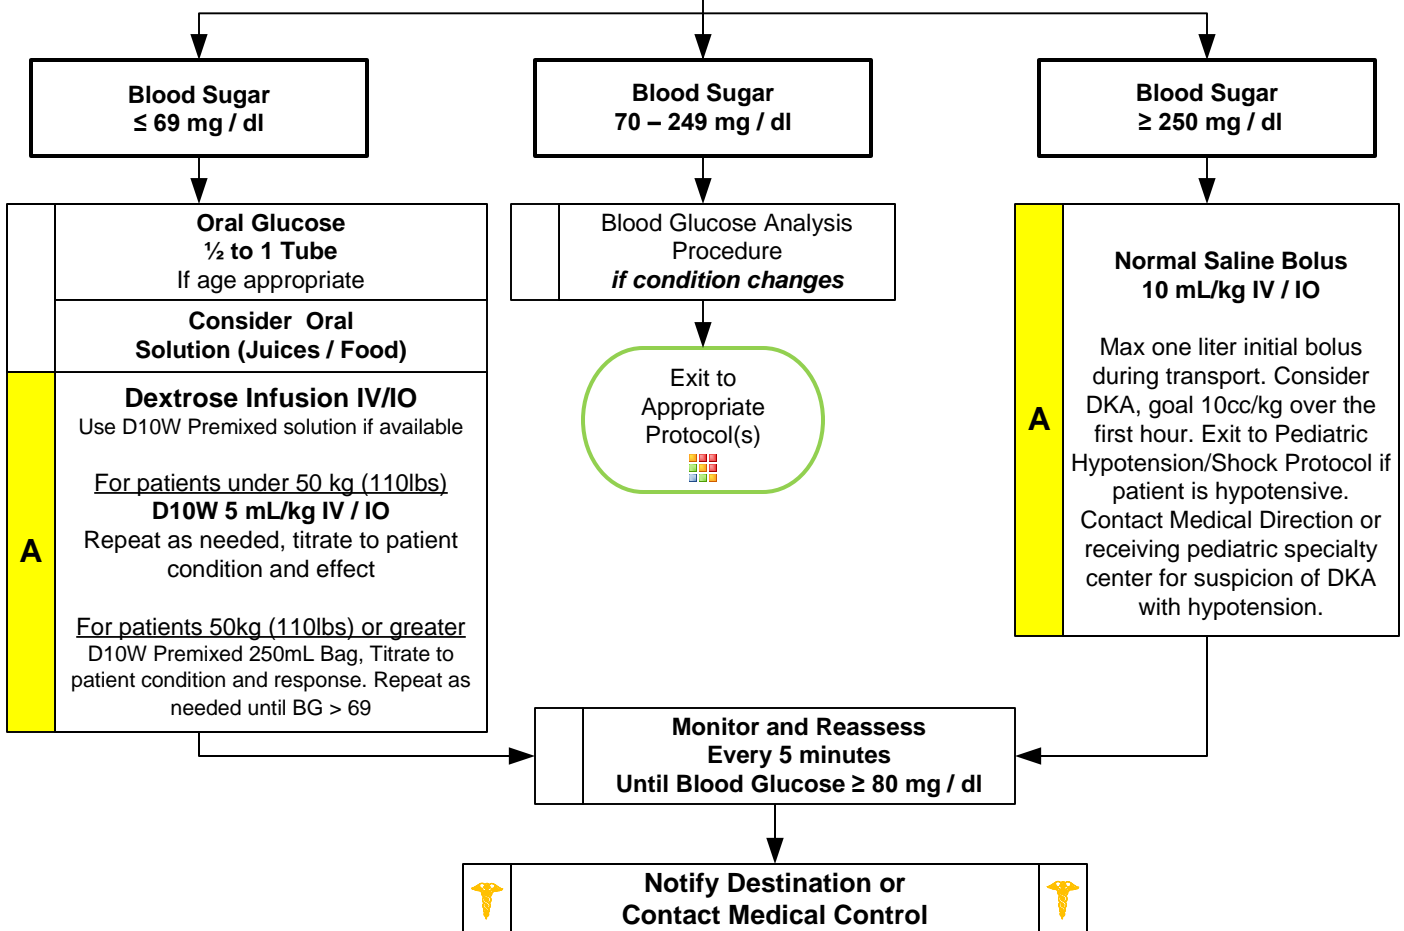 Blood Sugar
≤ 69 mg / dl
Blood Sugar
70 – 249 mg / dl
Blood Sugar
≥ 250 mg / dl
Oral Glucose
½ to 1 Tube
If age appropriate
Consider Oral
Solution (Juices / Food)
A
Dextrose Infusion IV/IO
Use D10W Premixed solution if available
For patients under 50 kg (110lbs)
D10W 5 mL/kg IV / IO
Repeat as needed, titrate to patient
condition and effect
For patients 50kg (110lbs) or greater
D10W Premixed 250mL Bag, Titrate to
patient condition and response. Repeat as
needed until BG > 69
Blood Glucose Analysis
Procedure
if condition changes
Exit to
Appropriate
Protocol(s)
A
Normal Saline Bolus
10 mL/kg IV / IO
Max one liter initial bolus
during transport. Consider
DKA, goal 10cc/kg over the
first hour. Exit to Pediatric
Hypotension/Shock Protocol if
patient is hypotensive.
Contact Medical Direction or
receiving pediatric specialty
center for suspicion of DKA
with hypotension.
Monitor and Reassess
Every 5 minutes
Until Blood Glucose ≥ 80 mg / dl
Notify Destination or
Contact Medical Control